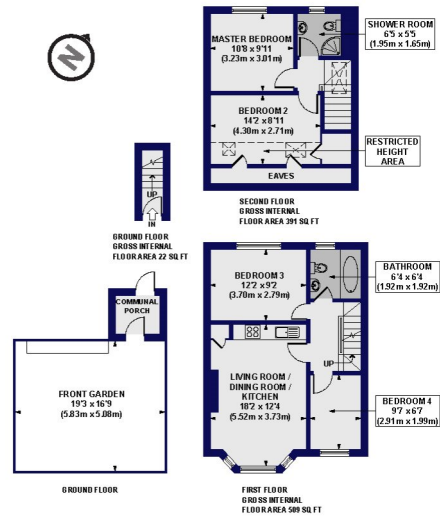 N
MASTER BEDROOM
10'8 x 9'11
(3.23m x 3.01m)
SHOWER ROOM
6'5 x 5'5
(1.95m x 1.65m)
BEDROOM 2
14'2 x 8'11
(4.30m x 2.71m)
RESTRICTED
HEIGHT
AREA
EAVES
SECOND FLOOR
GROSS INTERNAL
FLOOR AREA 391 SQ FT
UP
IN
GROUND FLOOR
GROSS INTERNAL
FLOOR AREA 22 SQ FT
COMMUNAL
PORCH
FRONT GARDEN
19'3 x 16'9
(5.83m x 5.08m)
GROUND FLOOR
BEDROOM 3
12'2 x 9'2
(3.70m x 2.79m)
BATHROOM
6'4 x 6'4
(1.92m x 1.92m)
LIVING ROOM /
DINING ROOM /
KITCHEN
18'2 x 12'4
(5.52m x 3.73m)
UP
BEDROOM 4
9'7 x 6'7
(2.91m x 1.99m)
FIRST FLOOR
GROSS INTERNAL
FLOOR AREA 509 SQ FT